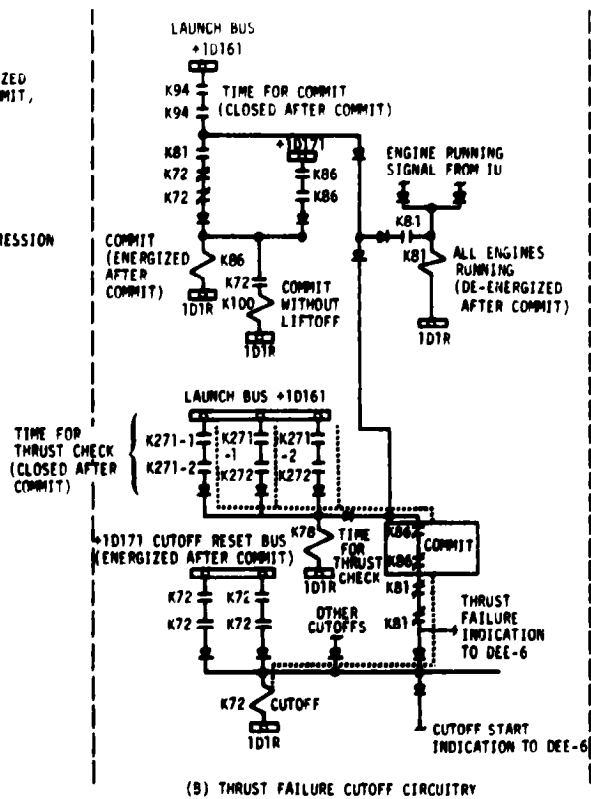 LAUNCH BUS
+1D161
ZED
MIT,
K94
K94
TIME FOR COMMIT
(CLOSED AFTER COMMIT)
K81
K72
K72
+1D171
K86
K86
ENGINE RUNNING
SIGNAL FROM IU
K81
K81
ALL ENGINES
RUNNING
(DE-ENERGIZED
AFTER COMMIT)
1D1R
RESSION
COMMIT
(ENERGIZED
AFTER
COMMIT)
K86
1D1R
K72
K100
COMMIT
WITHOUT
LIFTOFF
1D1R
LAUNCH BUS +1D161
TIME FOR
THRUST CHECK
(CLOSED AFTER
COMMIT)
K271-1
K271-2
K271
-1
K272
K271
-2
K272
+1D171 CUTOFF RESET BUS
(ENERGIZED AFTER COMMIT)
K78
1D1R
TIME
FOR
THRUST
CHECK
K86
K86
COMMIT
K81
K81
K72
K72
K72
K72
OTHER
CUTOFFS
THRUST
FAILURE
INDICATION
TO DEE-6
K72
CUTOFF
1D1R
CUTOFF START
INDICATION TO DEE-6
(B) THRUST FAILURE CUTOFF CIRCUITRY